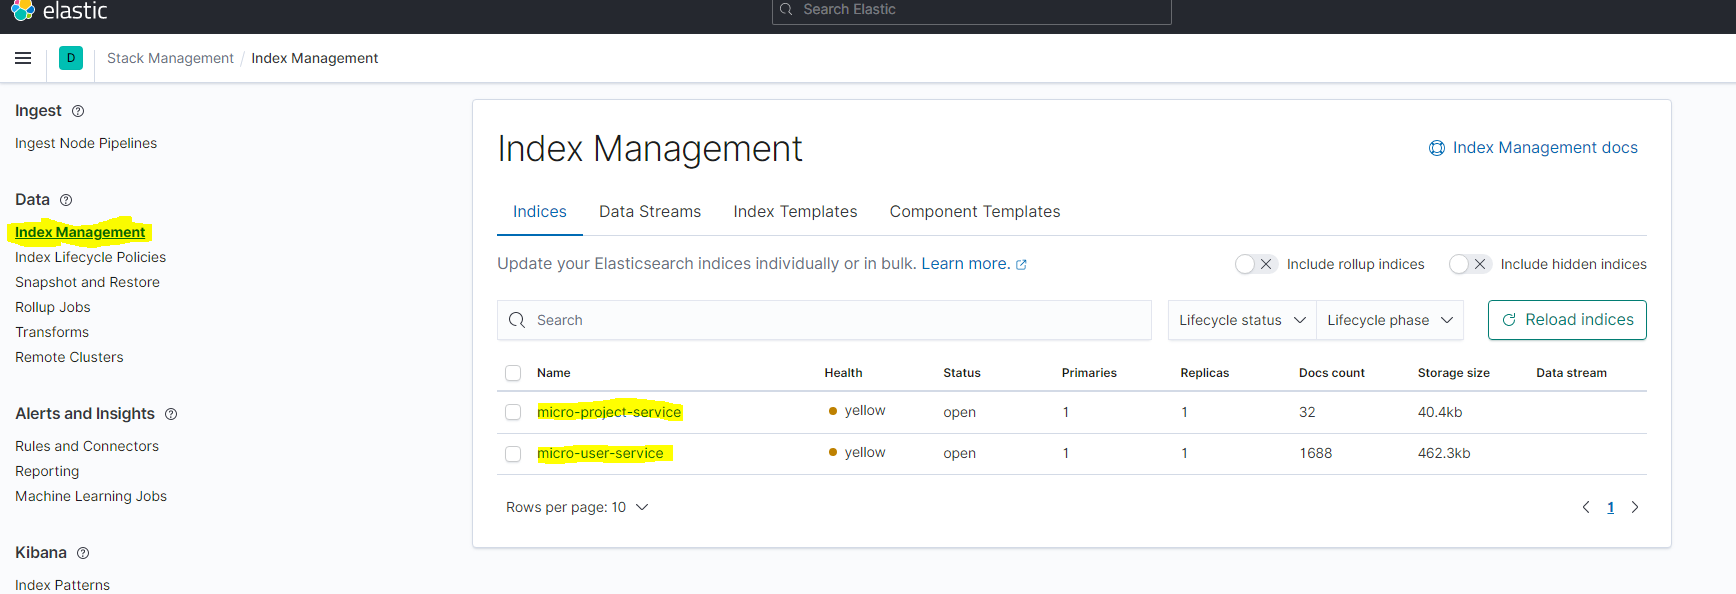 elastic
Search Elastic
D Stack Management / Index Management
Ingest
Ingest Node Pipelines
Data
Index Management
Index Lifecycle Policies
Snapshot and Restore
Rollup Jobs
Transforms
Remote Clusters
Alerts and Insights
Rules and Connectors
Reporting
Machine Learning Jobs
Kibana
Index Patterns
Index Management
Index Management docs
Indices Data Streams Index Templates Component Templates
Update your Elasticsearch indices individually or in bulk. Learn more.
Include rollup indices Include hidden indices
Search
Lifecycle status Lifecycle phase Reload indices
Name Health Status Primaries Replicas Docs count Storage size Data stream
micro-project-service yellow open 1 1 32 40.4kb
micro-user-service yellow open 1 1 1688 462.3kb
Rows per page: 10 1